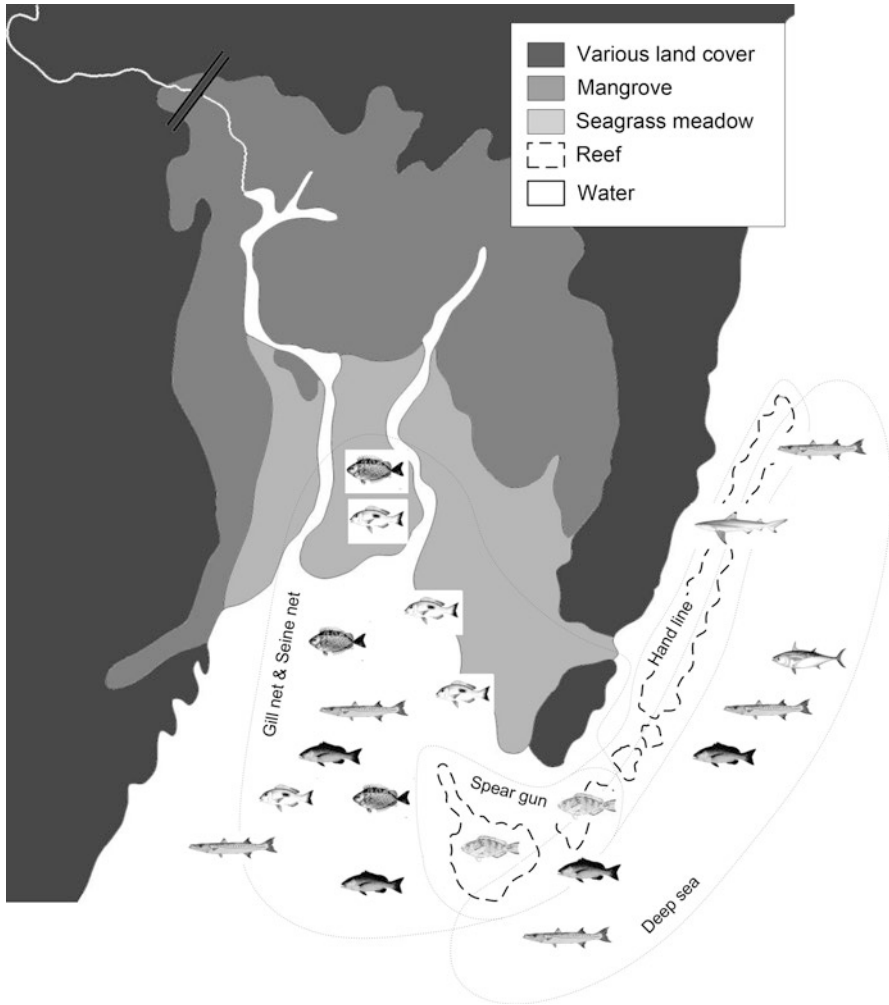 Various land cover
Mangrove
Seagrass meadow
Reef
Water
Gill net & Seine net
Hand line
Spear gun
Deep sea